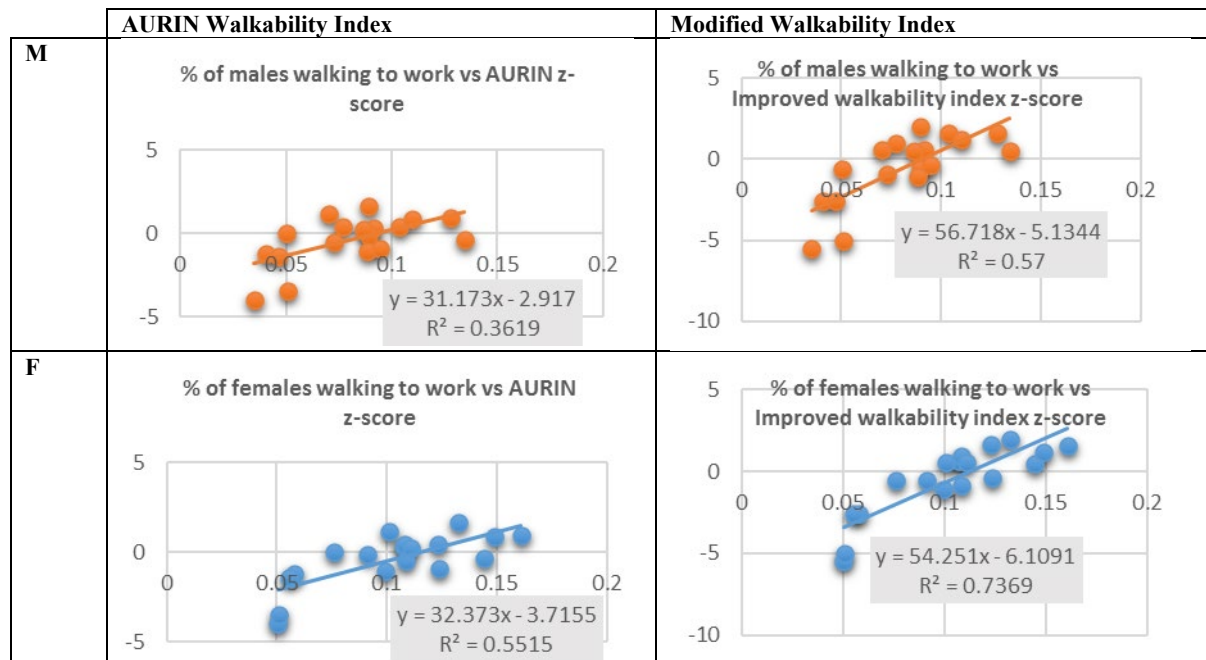 AURIN Walkability Index
Modified Walkability Index
M
% of males walking to work vs AURIN z-
score
5
0
-5
0
0.05
0.1
0.15
0.2
y = 31.173x - 2.917
R² = 0.3619
% of males walking to work vs
Improved walkability index z-score
5
0
-5
-10
0
0.05
0.1
0.15
0.2
y = 56.718x - 5.1344
R² = 0.57
F
% of females walking to work vs AURIN
z-score
5
0
-5
0
0.05
0.1
0.15
0.2
y = 32.373x - 3.7155
R² = 0.5515
% of females walking to work vs
Improved walkability index z-score
5
0
-5
-10
0
0.05
0.1
0.15
0.2
y = 54.251x - 6.1091
R² = 0.7369